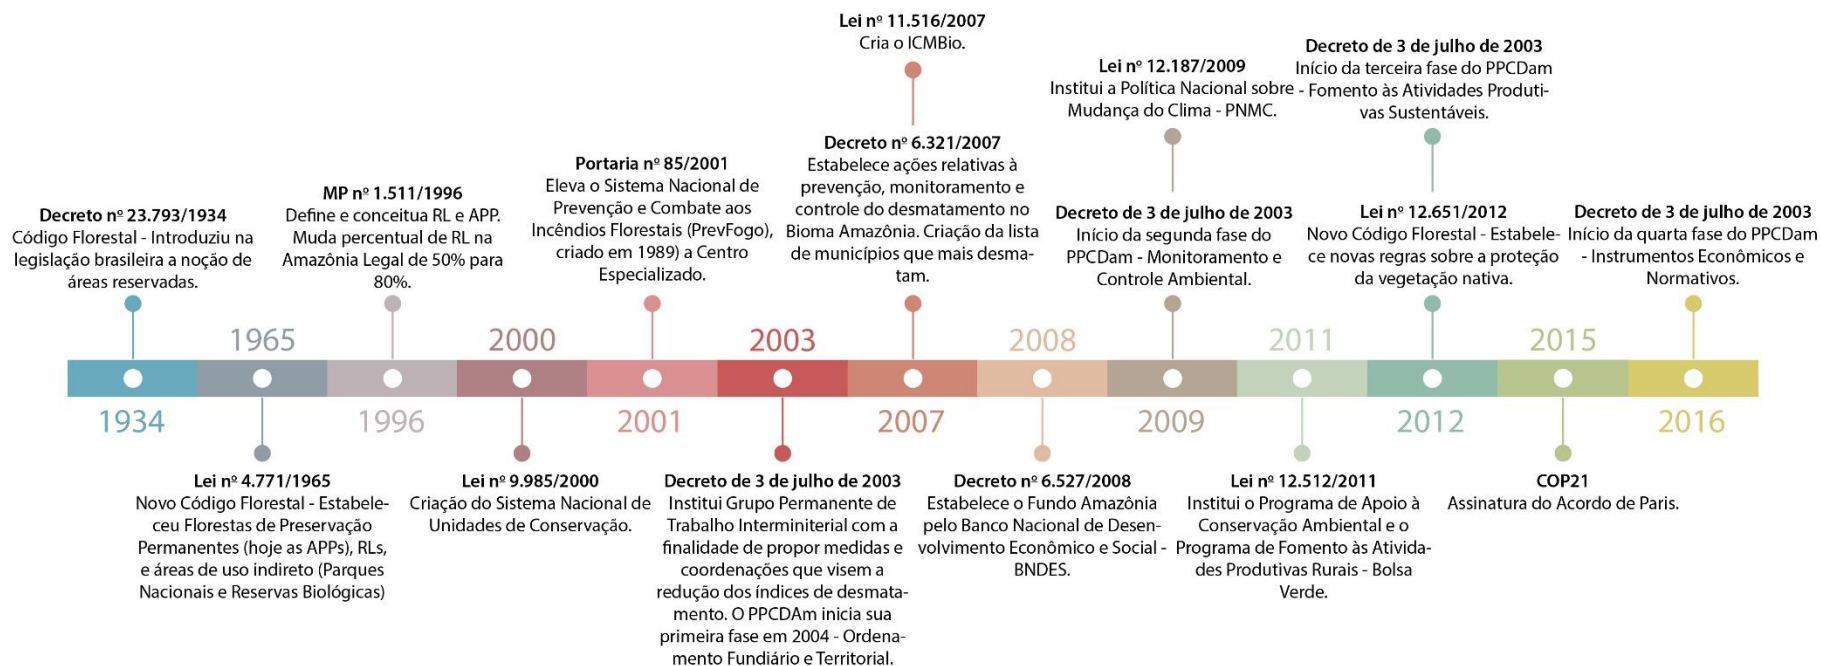 Decreto nº 23.793/1934
Código Florestal - Introduziu na
legislação brasileira a noção de
áreas reservadas.
1934
1965
Lei nº 4.771/1965
Novo Código Florestal - Estabele-
ceu Florestas de Preservação
Permanentes (hoje as APPs), RLs,
e áreas de uso indireto (Parques
Nacionais e Reservas Biológicas)
MP nº 1.511/1996
Define e conceitua RL e APP.
Muda percentual de RL na
Amazônia Legal de 50% para
80%.
1996
2000
Lei nº 9.985/2000
Criação do Sistema Nacional de
Unidades de Conservação.
Portaria nº 85/2001
Eleva o Sistema Nacional de
Prevenção e Combate aos
Incêndios Florestais (PrevFogo),
criado em 1989) a Centro
Especializado.
2001
2003
Decreto de 3 de julho de 2003
Institui Grupo Permanente de
Trabalho Interminiterial com a
finalidade de propor medidas e
coordenações que visem a
redução dos índices de desmata-
mento. O PPCDAm inicia sua
primeira fase em 2004 - Ordena-
mento Fundiário e Territorial.
Lei nº 11.516/2007
Cria o ICMBio.
Decreto nº 6.321/2007
Estabelece ações relativas à
prevenção, monitoramento e
controle do desmatamento no
Bioma Amazônia. Criação da lista
de municípios que mais desma-
tam.
2007
2008
Decreto nº 6.527/2008
Estabelece o Fundo Amazônia
pelo Banco Nacional de Desen-
volvimento Econômico e Social -
BNDES.
Lei nº 12.187/2009
Institui a Política Nacional sobre
Mudança do Clima - PNMC.
Decreto de 3 de julho de 2003
Início da segunda fase do
PPCDam - Monitoramento e
Controle Ambiental.
2009
2011
Lei nº 12.512/2011
Institui o Programa de Apoio à
Conservação Ambiental e o
Programa de Fomento às Ativida-
des Produtivas Rurais - Bolsa
Verde.
Decreto de 3 de julho de 2003
Início da terceira fase do PPCDam
- Fomento às Atividades Produti-
vas Sustentáveis.
Lei nº 12.651/2012
Novo Código Florestal - Estabele-
ce novas regras sobre a proteção
da vegetação nativa.
2012
2015
COP21
Assinatura do Acordo de Paris.
Decreto de 3 de julho de 2003
Início da quarta fase do PPCDam
- Instrumentos Econômicos e
Normativos.
2016